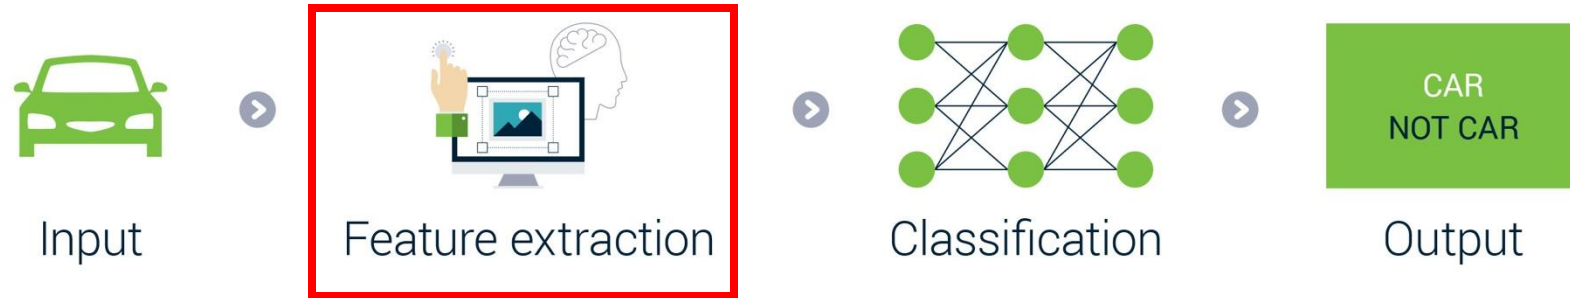 CAR
NOT CAR
Input
Feature extraction
Classification
Output